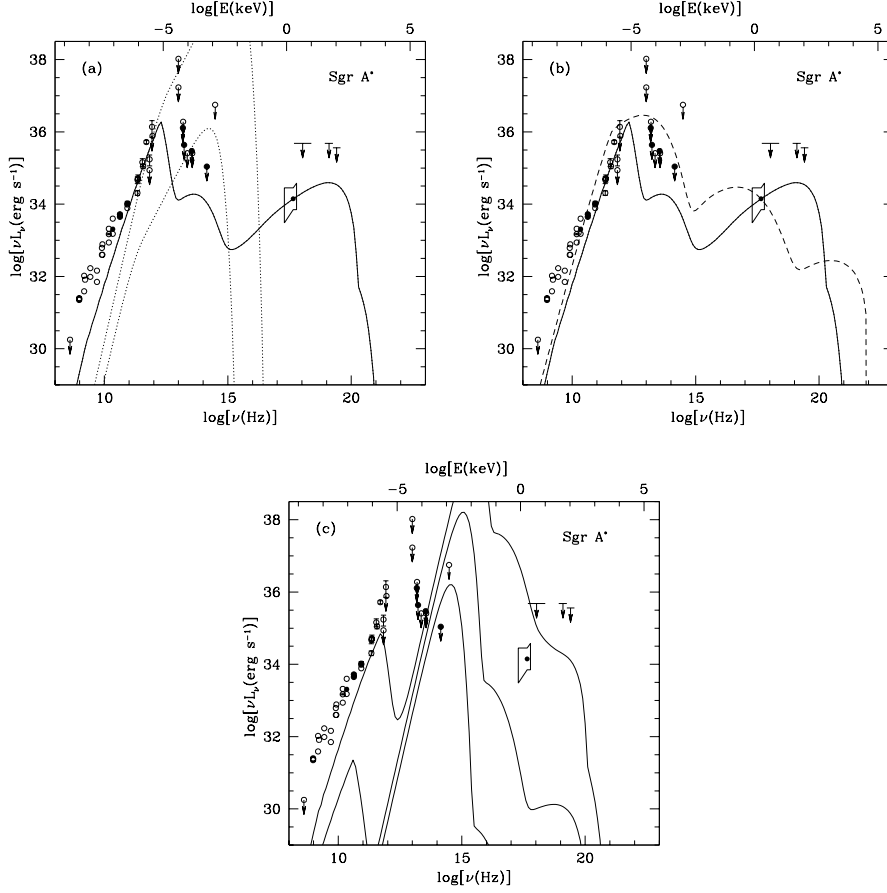 log[E(keV)]
−5 0 5
(a)
Sgr A*
38
36
34
32
30
log[νLν(erg s⁻¹)]
10 15 20
log[ν(Hz)]
log[E(keV)]
−5 0 5
(b)
Sgr A*
38
36
34
32
30
log[νLν(erg s⁻¹)]
10 15 20
log[ν(Hz)]
log[E(keV)]
−5 0 5
(c)
Sgr A*
38
36
34
32
30
log[νLν(erg s⁻¹)]
10 15 20
log[ν(Hz)]